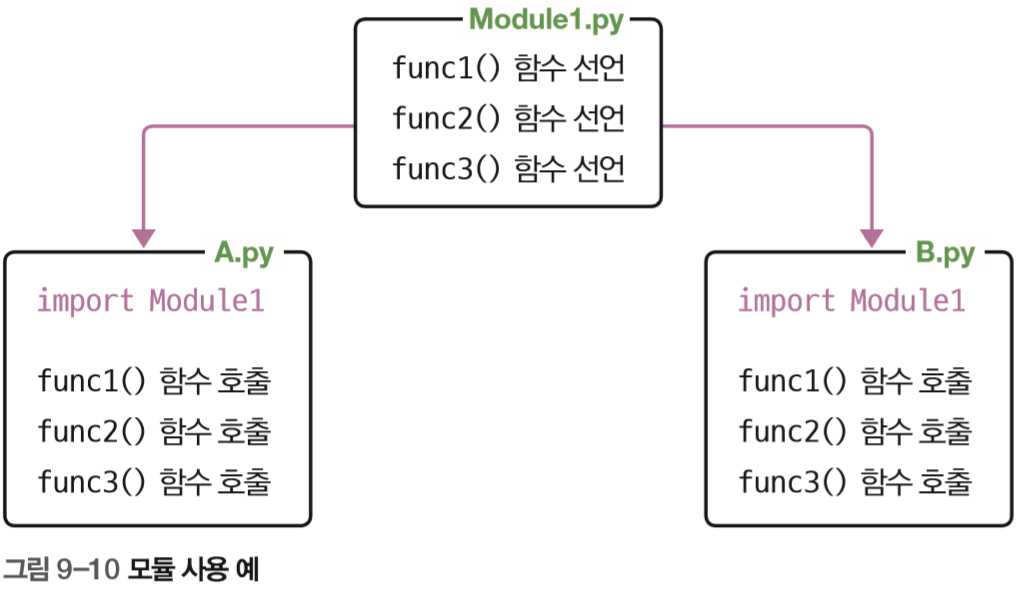 Module1.py
func1() 함수 선언
func2() 함수 선언
func3() 함수 선언
A.py
import Module1
func1() 함수 호출
func2() 함수 호출
func3() 함수 호출
B.py
import Module1
func1() 함수 호출
func2() 함수 호출
func3() 함수 호출
그림 9-10 모듈 사용 예